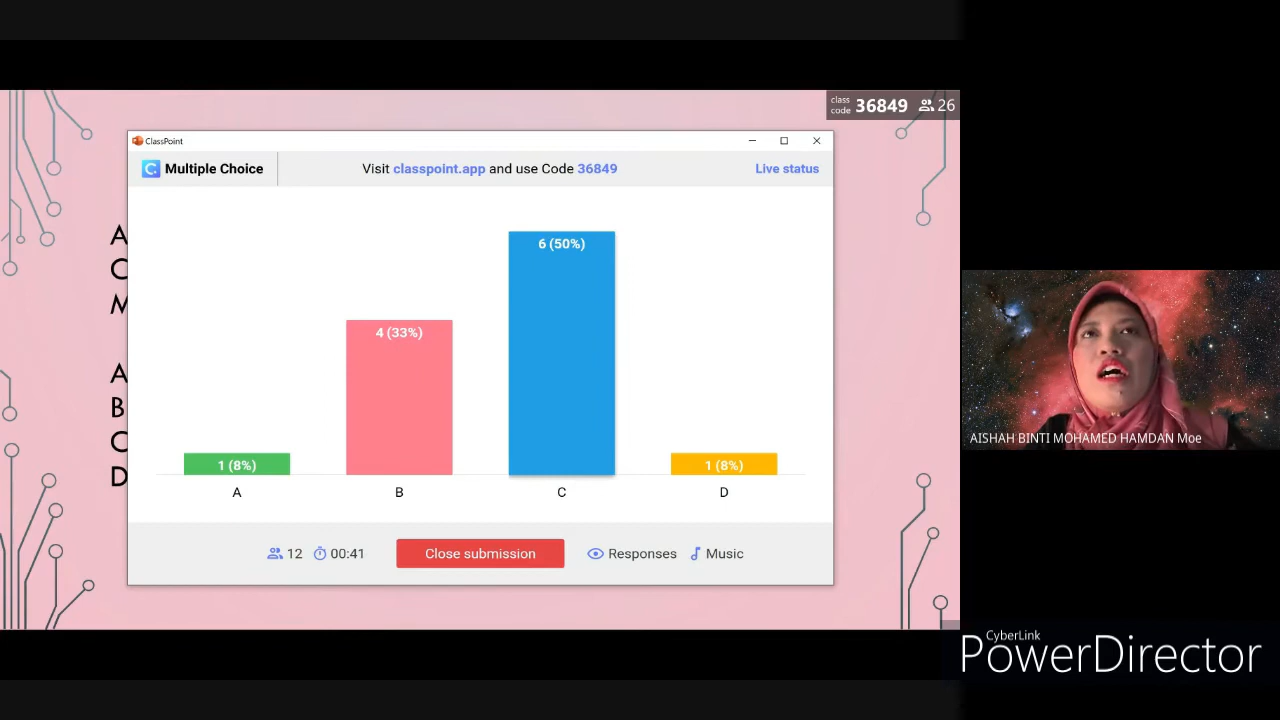 class code 36849 26
ClassPoint
Multiple Choice
Visit classpoint.app and use Code 36849
Live status
A
C
M
A
B
C
D
6 (50%)
4 (33%)
1 (8%)
1 (8%)
A B C D
12 00:41 Close submission Responses Music
AISHAH BINTI MOHAMED HAMDAN Moe
CyberLink
PowerDirector